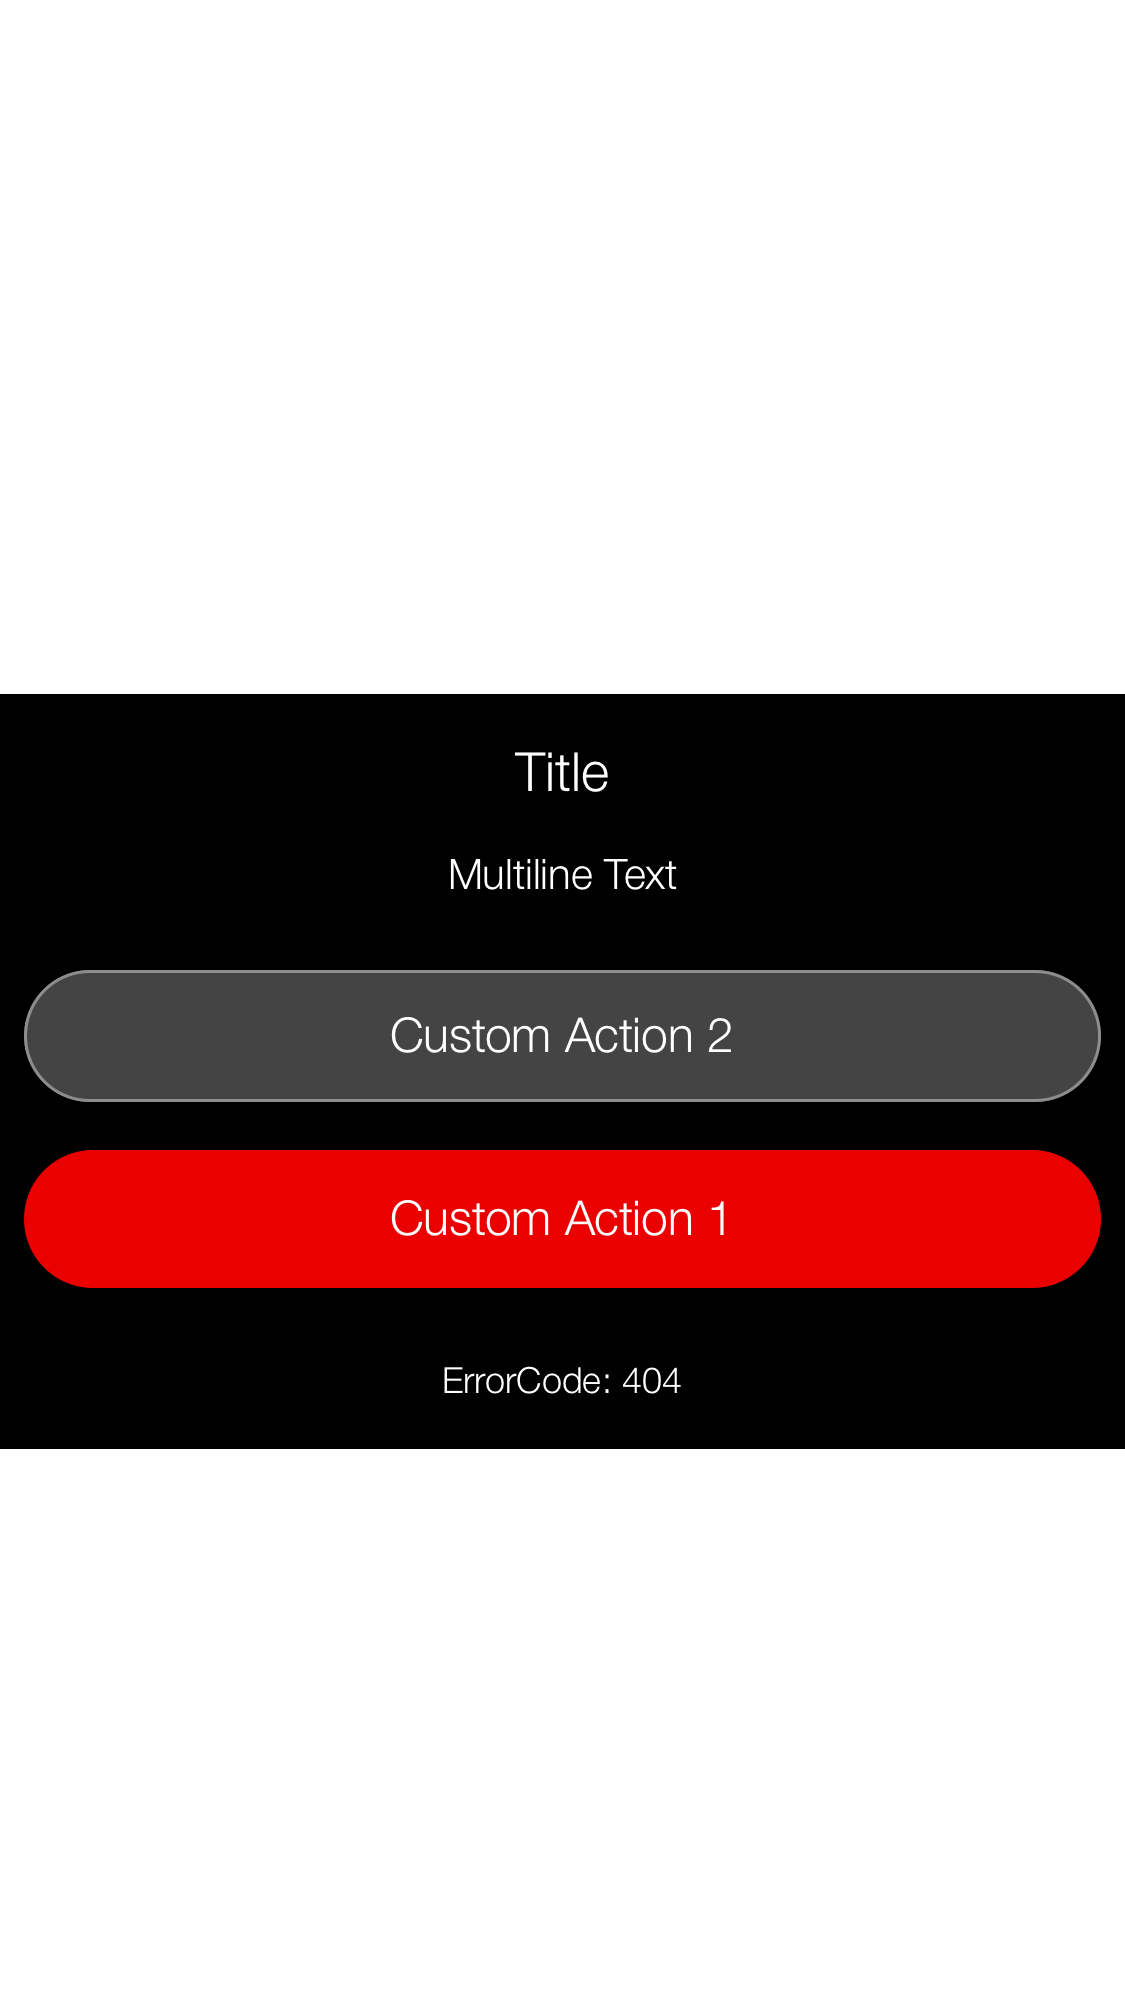 Title
Multiline Text
Custom Action 2
Custom Action 1
ErrorCode: 404